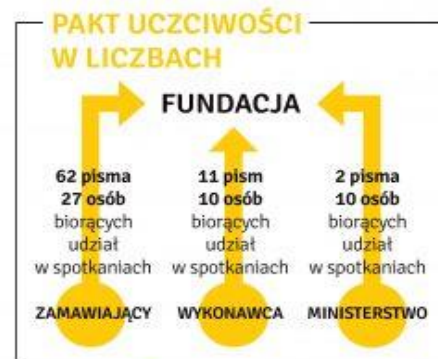 PAKT UCZCIWOŚCI
W LICZBACH
FUNDACJA
62 pisma
27 osób
biorących
udział
w spotkaniach
ZAMAWIAJĄCY
11 pism
10 osób
biorących
udział
w spotkaniach
WYKONAWCA
2 pisma
10 osób
biorących
udział
w spotkaniach
MINISTERSTWO